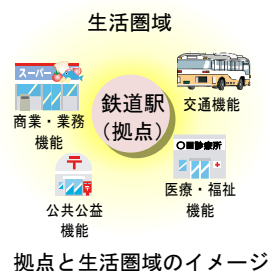 生活圏域
スーパー
商業・業務
機能
鉄道駅
(拠点)
交通機能
〒
公共公益
機能
〇〓診療所
医療・福祉
機能
拠点と生活圏域のイメージ